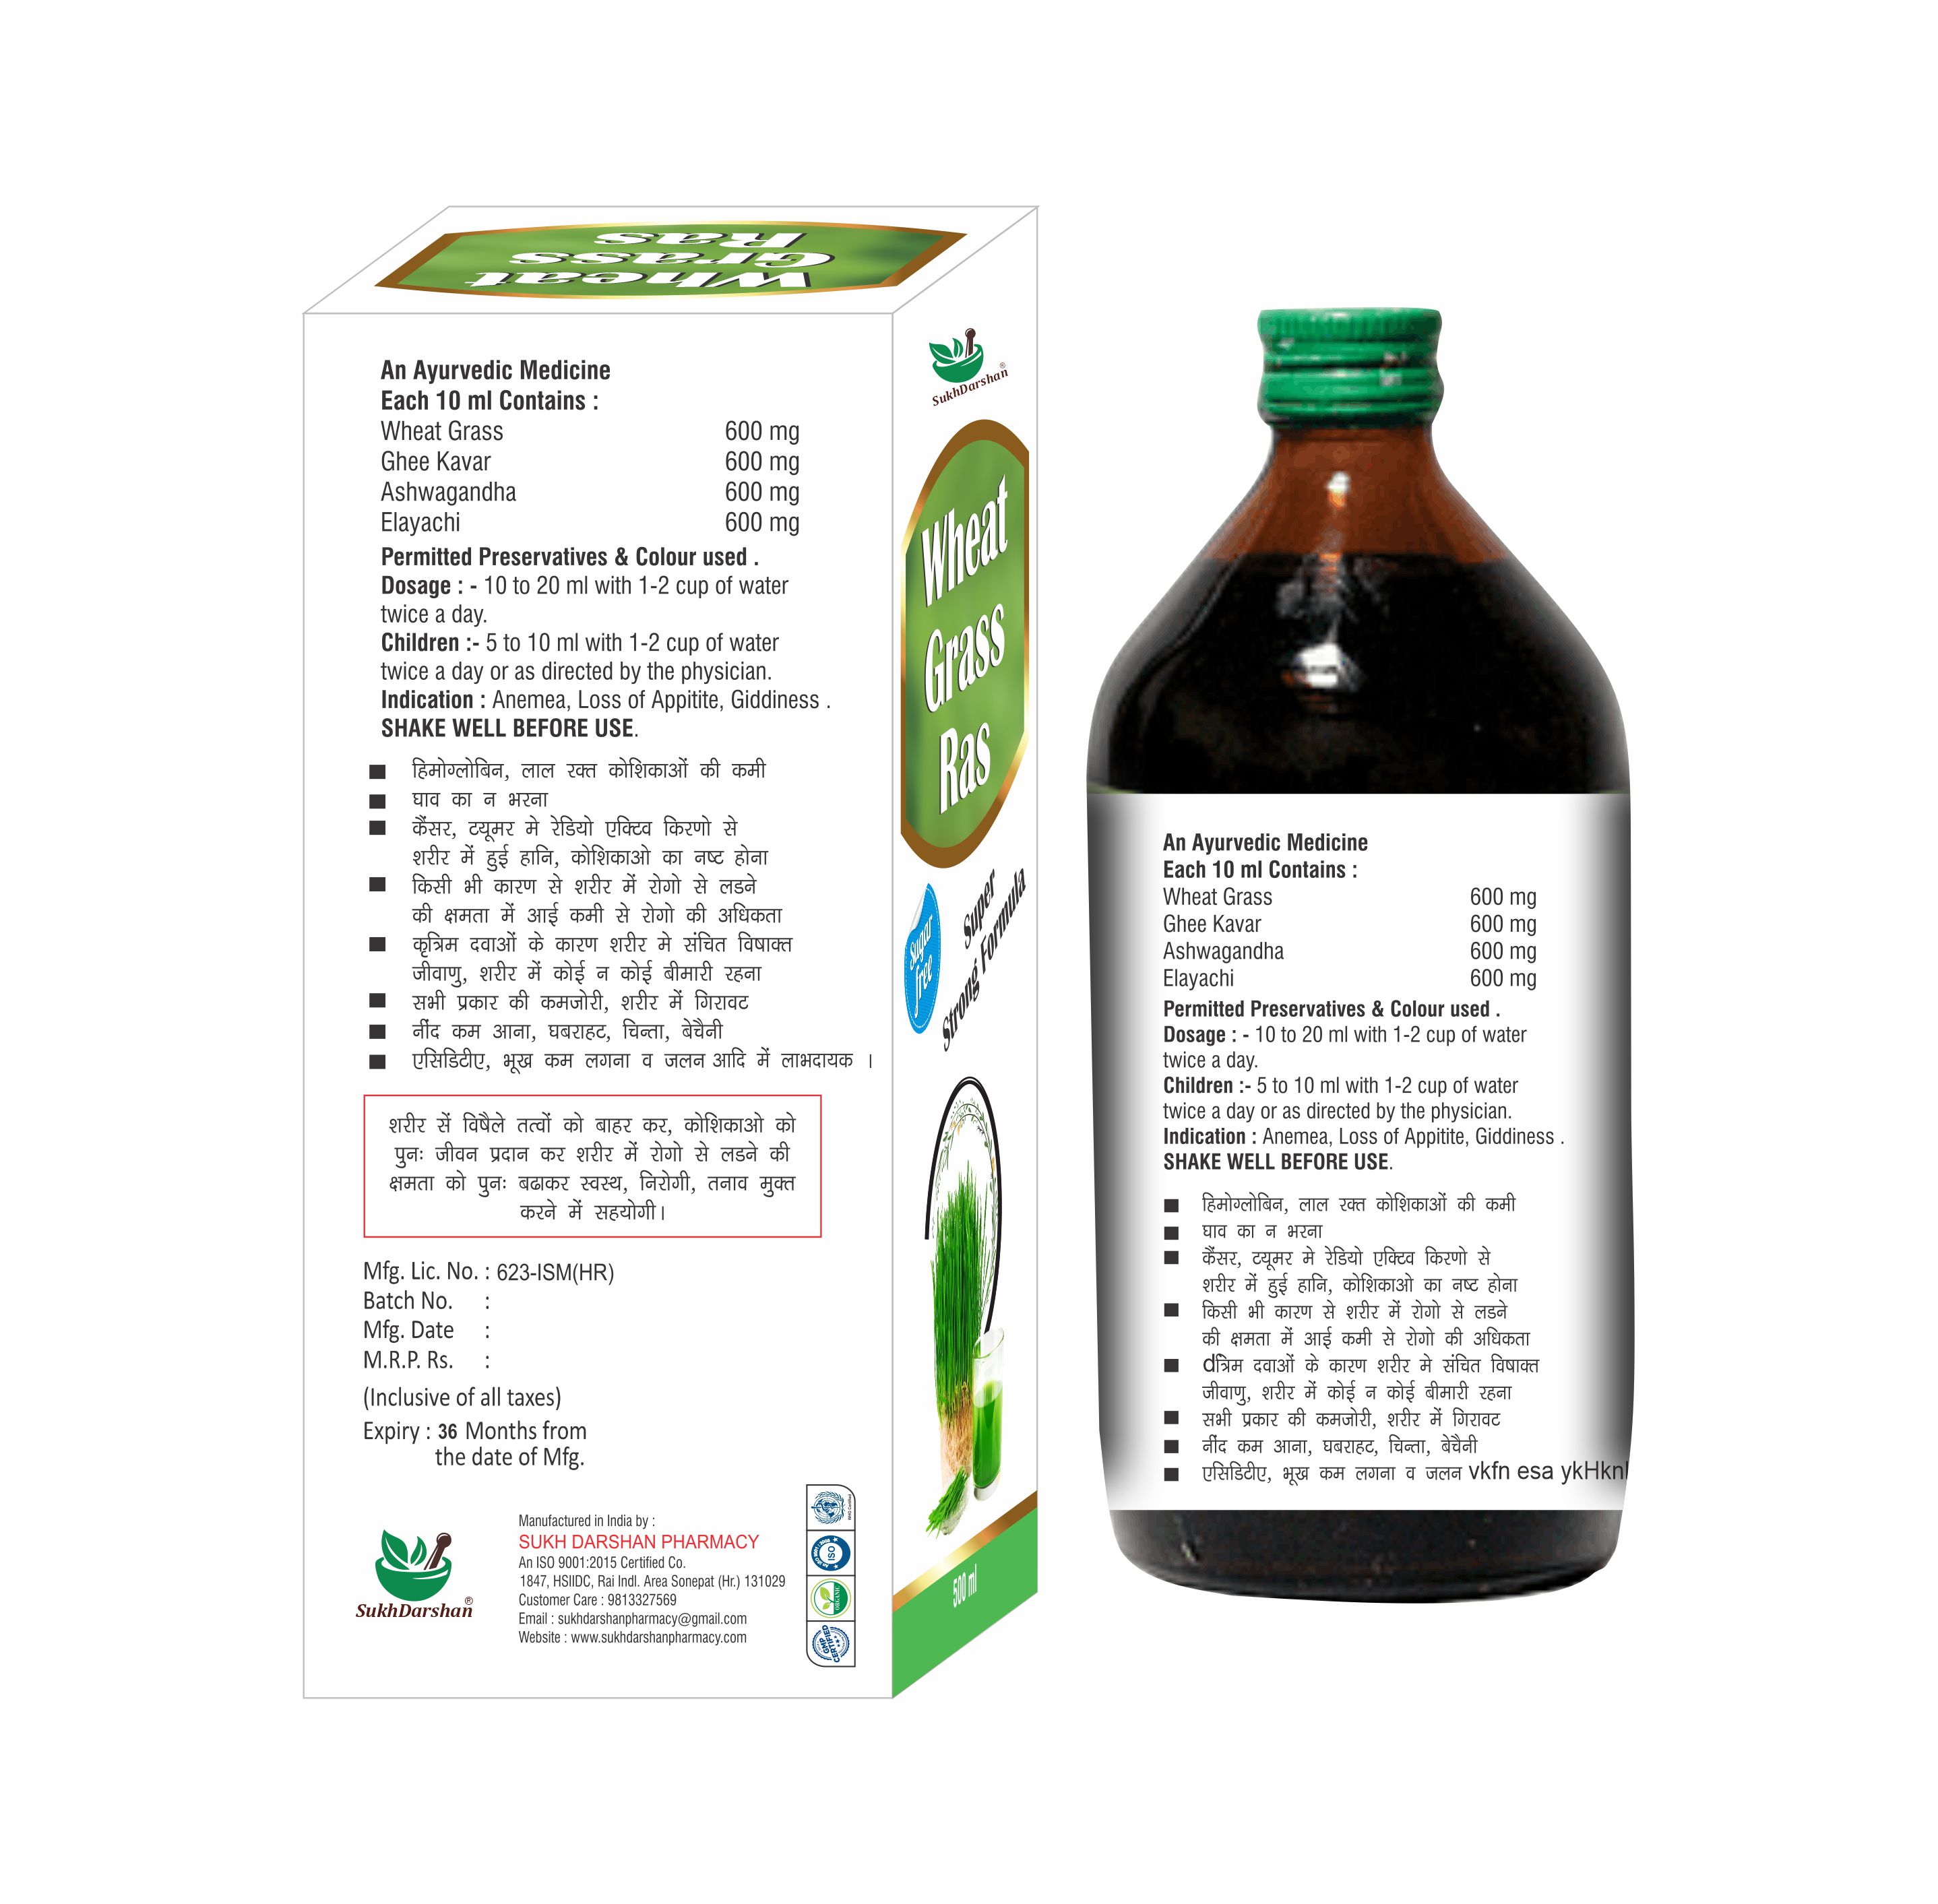 Wheat
Grass
Ras
An Ayurvedic Medicine
Each 10 ml Contains :
Wheat Grass 600 mg
Ghee Kavar 600 mg
Ashwagandha 600 mg
Elayachi 600 mg
Permitted Preservatives & Colour used .
Dosage : - 10 to 20 ml with 1-2 cup of water
twice a day.
Children :- 5 to 10 ml with 1-2 cup of water
twice a day or as directed by the physician.
Indication : Anemea, Loss of Appitite, Giddiness .
SHAKE WELL BEFORE USE.
हिमोग्लोबिन, लाल रक्त कोशिकाओं की कमी
घाव का न भरना
कैंसर, टयूमर मे रेडियो एक्टिव किरणो से
शरीर में हुई हानि, कोशिकाओ का नष्ट होना
किसी भी कारण से शरीर में रोगो से लडने
की क्षमता में आई कमी से रोगो की अधिकता
कृत्रिम दवाओं के कारण शरीर मे संचित विषाक्त
जीवाणु, शरीर में कोई न कोई बीमारी रहना
सभी प्रकार की कमजोरी, शरीर में गिरावट
नींद कम आना, घबराहट, चिन्ता, बेचैनी
एसिडिटीए, भूख कम लगना व जलन आदि में लाभदायक ।
शरीर सें विषैले तत्वों को बाहर कर, कोशिकाओ को
पुनः जीवन प्रदान कर शरीर में रोगो से लडने की
क्षमता को पुनः बढाकर स्वस्थ, निरोगी, तनाव मुक्त
करने में सहयोगी।
Mfg. Lic. No. : 623-ISM(HR)
Batch No. :
Mfg. Date :
M.R.P. Rs. :
(Inclusive of all taxes)
Expiry : 36 Months from
the date of Mfg.
SukhDarshan®
Manufactured in India by :
SUKH DARSHAN PHARMACY
An ISO 9001:2015 Certified Co.
1847, HSIIDC, Rai Indl. Area Sonepat (Hr.) 131029
Customer Care : 9813327569
Email : sukhdarshanpharmacy@gmail.com
Website : www.sukhdarshanpharmacy.com
ISO
ORGANIC
GMP
CERTIFIED
SukhDarshan®
Wheat
Grass
Ras
Sugar
free
Super
Strong Formula
500 ml
An Ayurvedic Medicine
Each 10 ml Contains :
Wheat Grass 600 mg
Ghee Kavar 600 mg
Ashwagandha 600 mg
Elayachi 600 mg
Permitted Preservatives & Colour used .
Dosage : - 10 to 20 ml with 1-2 cup of water
twice a day.
Children :- 5 to 10 ml with 1-2 cup of water
twice a day or as directed by the physician.
Indication : Anemea, Loss of Appitite, Giddiness .
SHAKE WELL BEFORE USE.
हिमोग्लोबिन, लाल रक्त कोशिकाओं की कमी
घाव का न भरना
कैंसर, टयूमर मे रेडियो एक्टिव किरणो से
शरीर में हुई हानि, कोशिकाओ का नष्ट होना
किसी भी कारण से शरीर में रोगो से लडने
की क्षमता में आई कमी से रोगो की अधिकता
dत्रिम दवाओं के कारण शरीर मे संचित विषाक्त
जीवाणु, शरीर में कोई न कोई बीमारी रहना
सभी प्रकार की कमजोरी, शरीर में गिरावट
नींद कम आना, घबराहट, चिन्ता, बेचैनी
एसिडिटीए, भूख कम लगना व जलन vkfn esa ykHkn